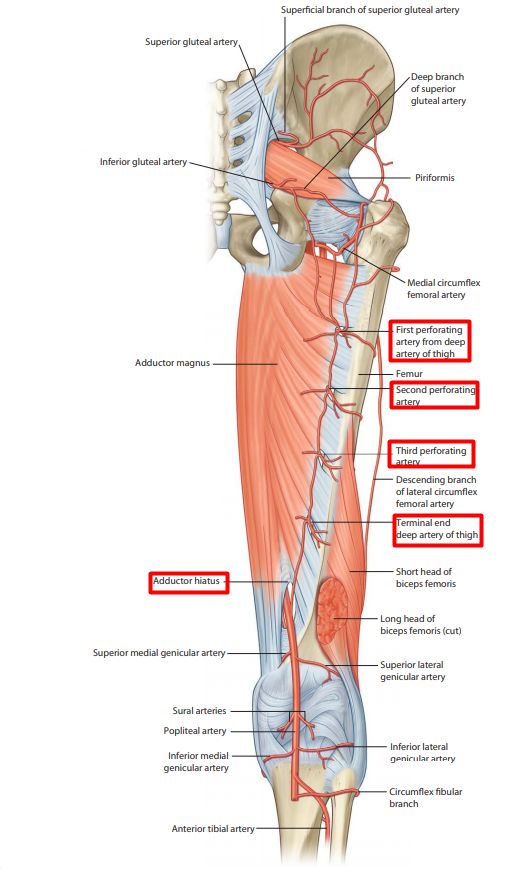 Superficial branch of superior gluteal artery
Superior gluteal artery
Deep branch
of superior
gluteal artery
Inferior gluteal artery
Piriformis
Medial circumflex
femoral artery
First perforating
artery from deep
artery of thigh
Adductor magnus
Femur
Second perforating
artery
Third perforating
artery
Descending branch
of lateral circumflex
femoral artery
Terminal end
deep artery of thigh
Short head of
biceps femoris
Adductor hiatus
Long head of
biceps femoris (cut)
Superior medial genicular artery
Superior lateral
genicular artery
Sural arteries
Popliteal artery
Inferior medial
genicular artery
Inferior lateral
genicular artery
Circumflex fibular
branch
Anterior tibial artery